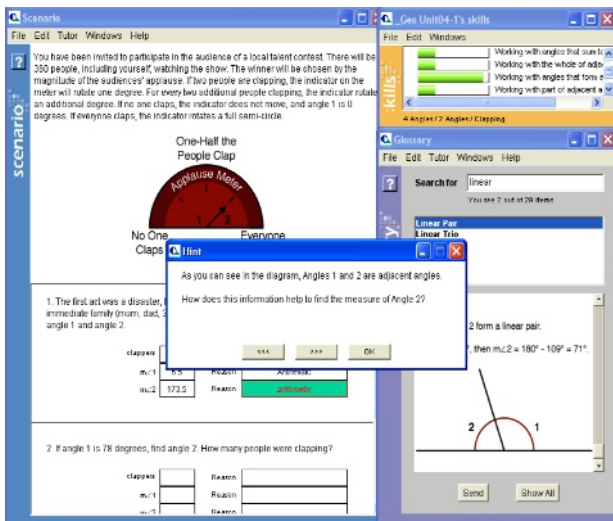 Scenario
File Edit Tutor Windows Help
?
scenario
You have been invited to participate in the audience of a local talent contest. There will be
350 people, including yourself, watching the show. The winner will be chosen by the
magnitude of the audiences' applause. If two people are clapping, the indicator on the
meter will rotate one degree. For every two additional people clapping, the indicator rotate
an additional degree. If no one claps, the indicator does not move, and angle 1 is 0
degrees. If everyone claps, the indicator rotates a full semi-circle.
One-Half the
People Clap
Applause Meter
1 2
No One
Claps
Everyone
1. The first act was a disaster,
immediate family (mom, dad,
angle 1 and angle 2.
clappers
m∠1 5.5 Reason Arithmetic
m∠2 173.5 Reason arithmetic
2. If angle 1 is 78 degrees, find angle 2. How many people were clapping?
clappers Reason
m∠1 Reason
m∠2 Reason
Hint
As you can see in the diagram, Angles 1 and 2 are adjacent angles.
How does this information help to find the measure of Angle 2?
<<< >>> OK
_Geo Unit04-1's skills
File Edit Windows
kills
Working with angles that sum to
Working with the whole of adja
Working with angles that form e
Working with part of adjacent a
4 Angles / 2 Angles / Clapping
Glossary
File Edit Tutor Windows Help
?
Search for linear
You see 2 out of 29 items
Linear Pair
Linear Trio
2 form a linear pair.
, then m∠2 = 180° - 109° = 71°.
2 1
Send Show All